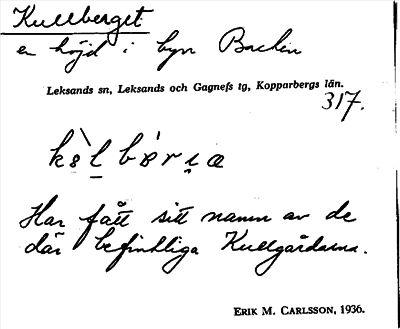 Kullberget
en höjd i byn Backen
Leksands sn, Leksands och Gagnefs tg, Kopparbergs län.
317.
Har fått sitt namn av de
där befintliga Kullgårdarna.
ERIK M. CARLSSON, 1936.